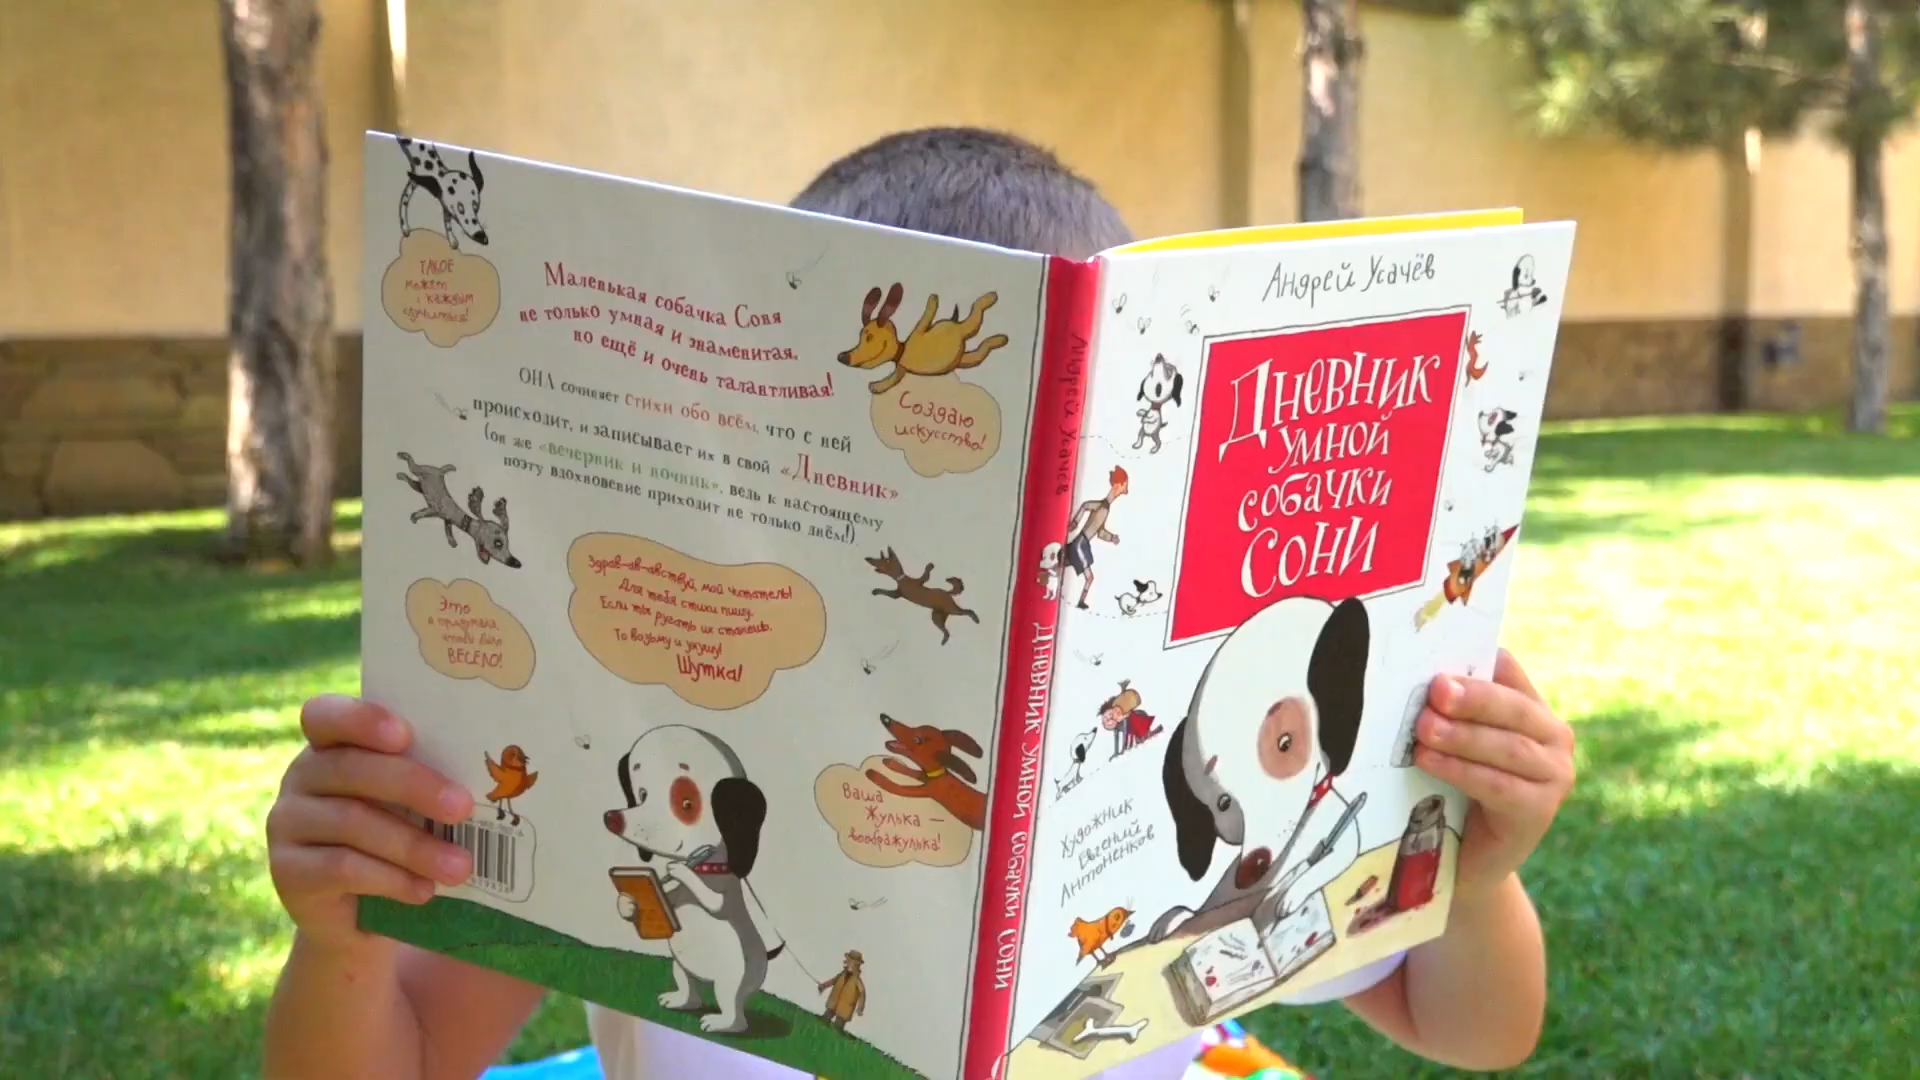 ТАКОЕ
может
с каждым
случиться!
Маленькая собачка Соня
не только умная и знаменитая,
но ещё и очень талантливая!
ОНА сочиняет стихи обо всём, что с ней
происходит, и записывает их в свой «Дневник»
(он же «вечерник и ночник», ведь к настоящему
поэту вдохновение приходит не только днём!)
Создаю
искусство!
Это
я придумала,
чтобы было
ВЕСЕЛО!
Здрав-ав-авствуй, мой читатель!
Для тебя стихи пишу.
Если ты ругать их станешь,
То возьму и укушу!
Шутка!
Ваша
Жулька —
воображулька!
Андрей Усачёв
Дневник умной собачки Сони
Андрей Усачёв
Дневник
умной
собачки
Сони
Художник
Евгений
Антоненков